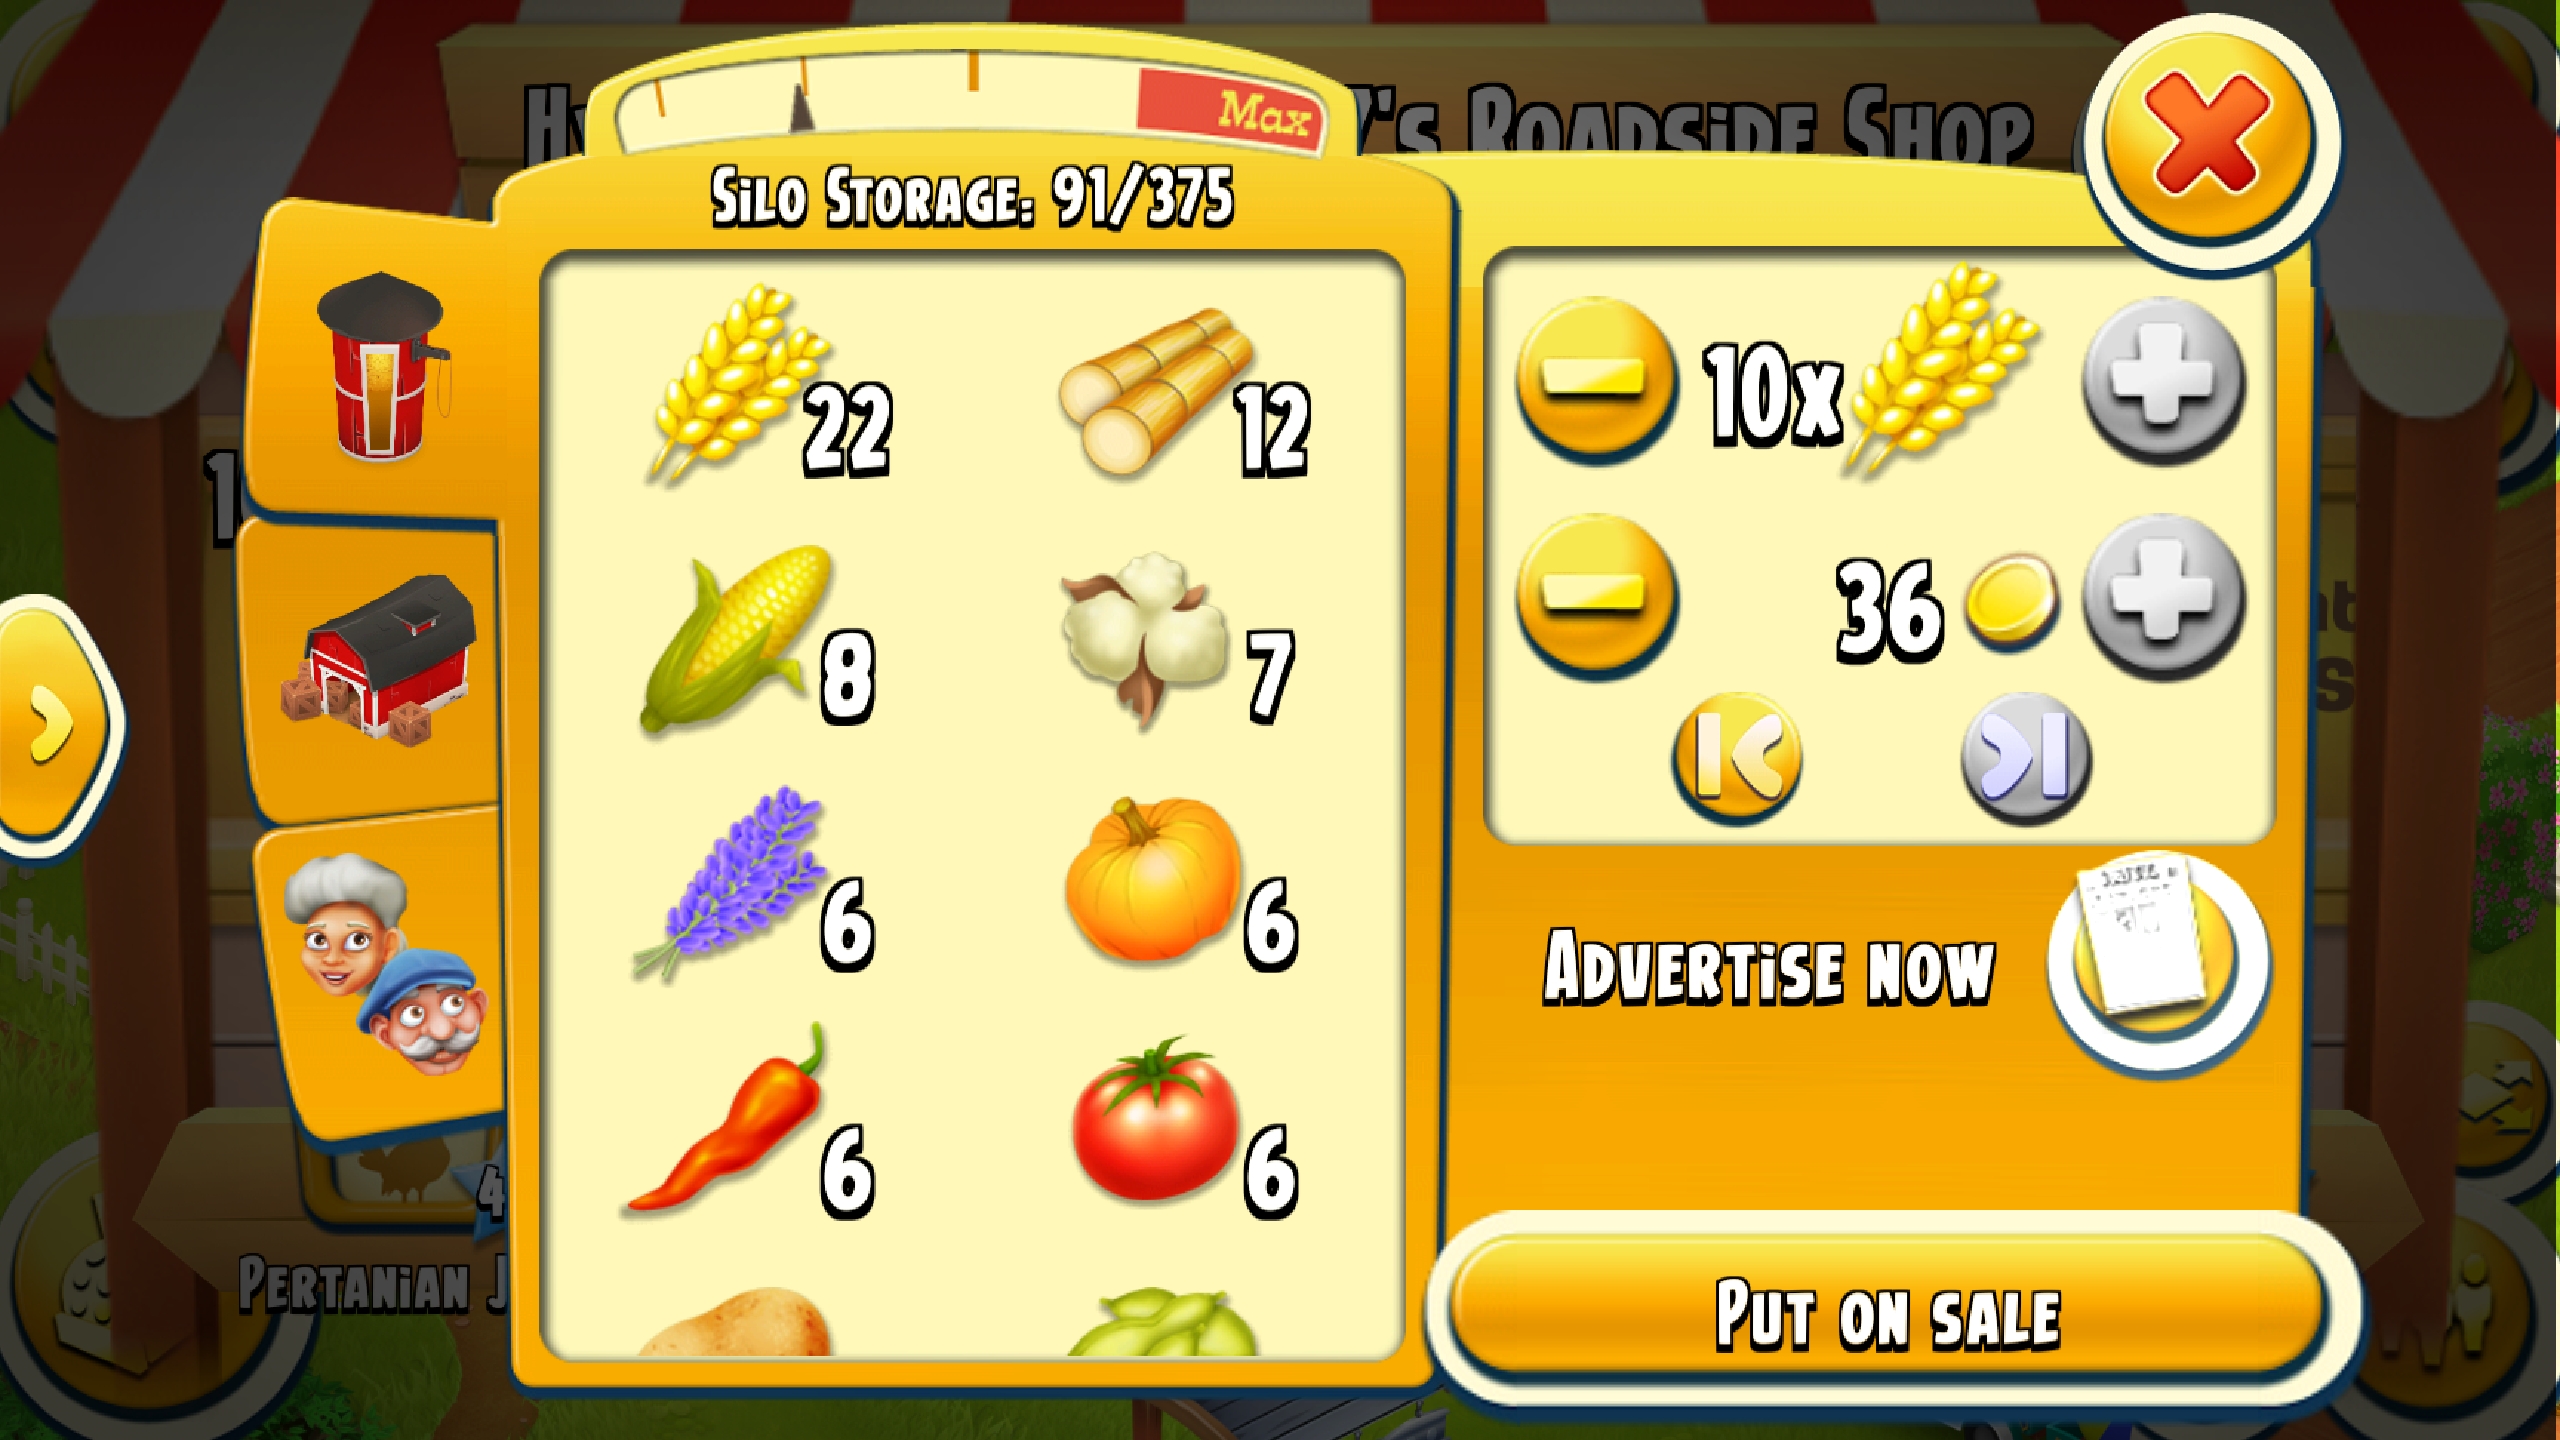 'S ROADSIDE SHOP
Max
SILO STORAGE: 91/375
22
12
10x
8
7
36
6
6
ADVERTISE NOW
6
6
PERTANIAN
PUT ON SALE